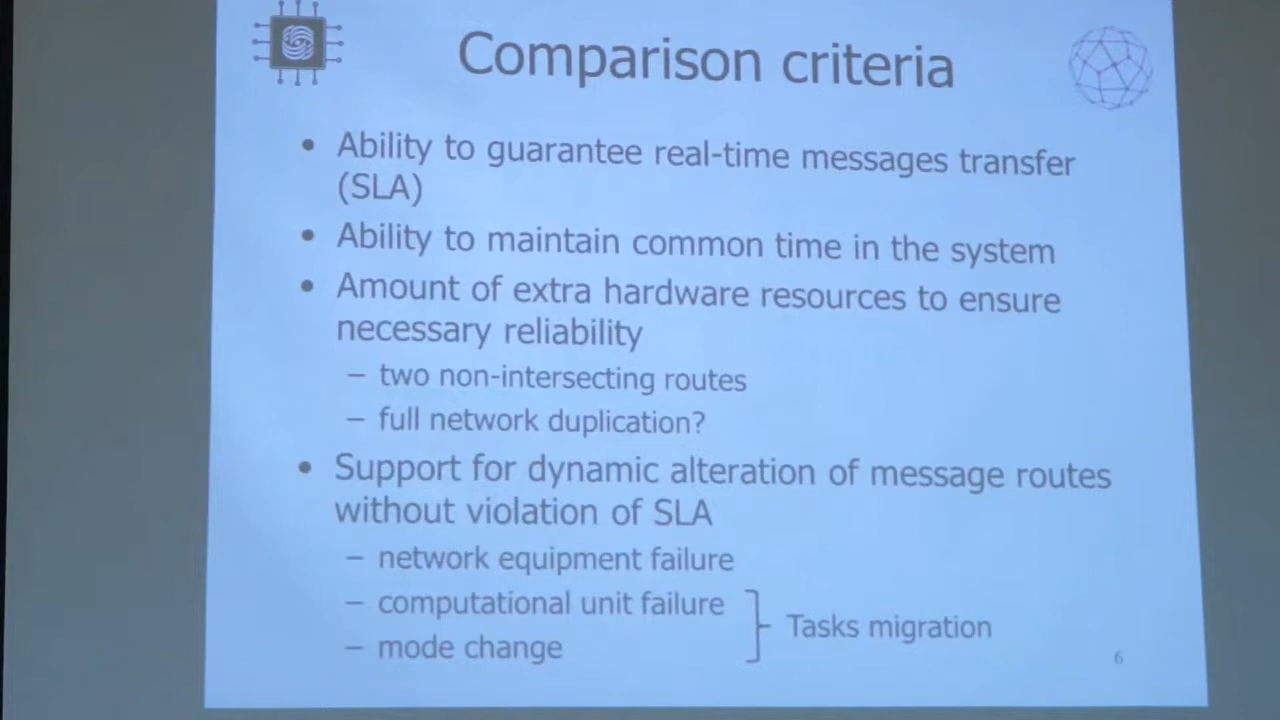 Comparison criteria
• Ability to guarantee real-time messages transfer
(SLA)
• Ability to maintain common time in the system
• Amount of extra hardware resources to ensure
necessary reliability
– two non-intersecting routes
– full network duplication?
• Support for dynamic alteration of message routes
without violation of SLA
– network equipment failure
– computational unit failure
– mode change
Tasks migration
6